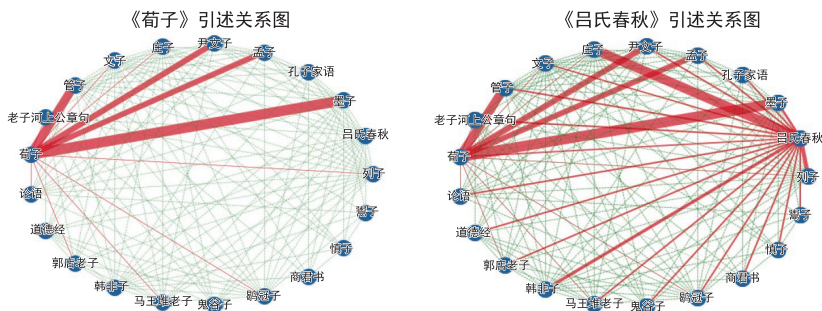 《荀子》引述关系图
尹文子
庄子
孟子
文子
孔子家语
管子
墨子
老子河上公章句
吕氏春秋
荀子
列子
论语
鬻子
道德经
慎子
郭店老子
商君书
韩非子
鹖冠子
马王堆老子
鬼谷子
《吕氏春秋》引述关系图
尹文子
庄子
孟子
文子
孔子家语
管子
墨子
老子河上公章句
吕氏春秋
荀子
列子
论语
鬻子
道德经
慎子
郭店老子
商君书
韩非子
鹖冠子
马王堆老子
鬼谷子